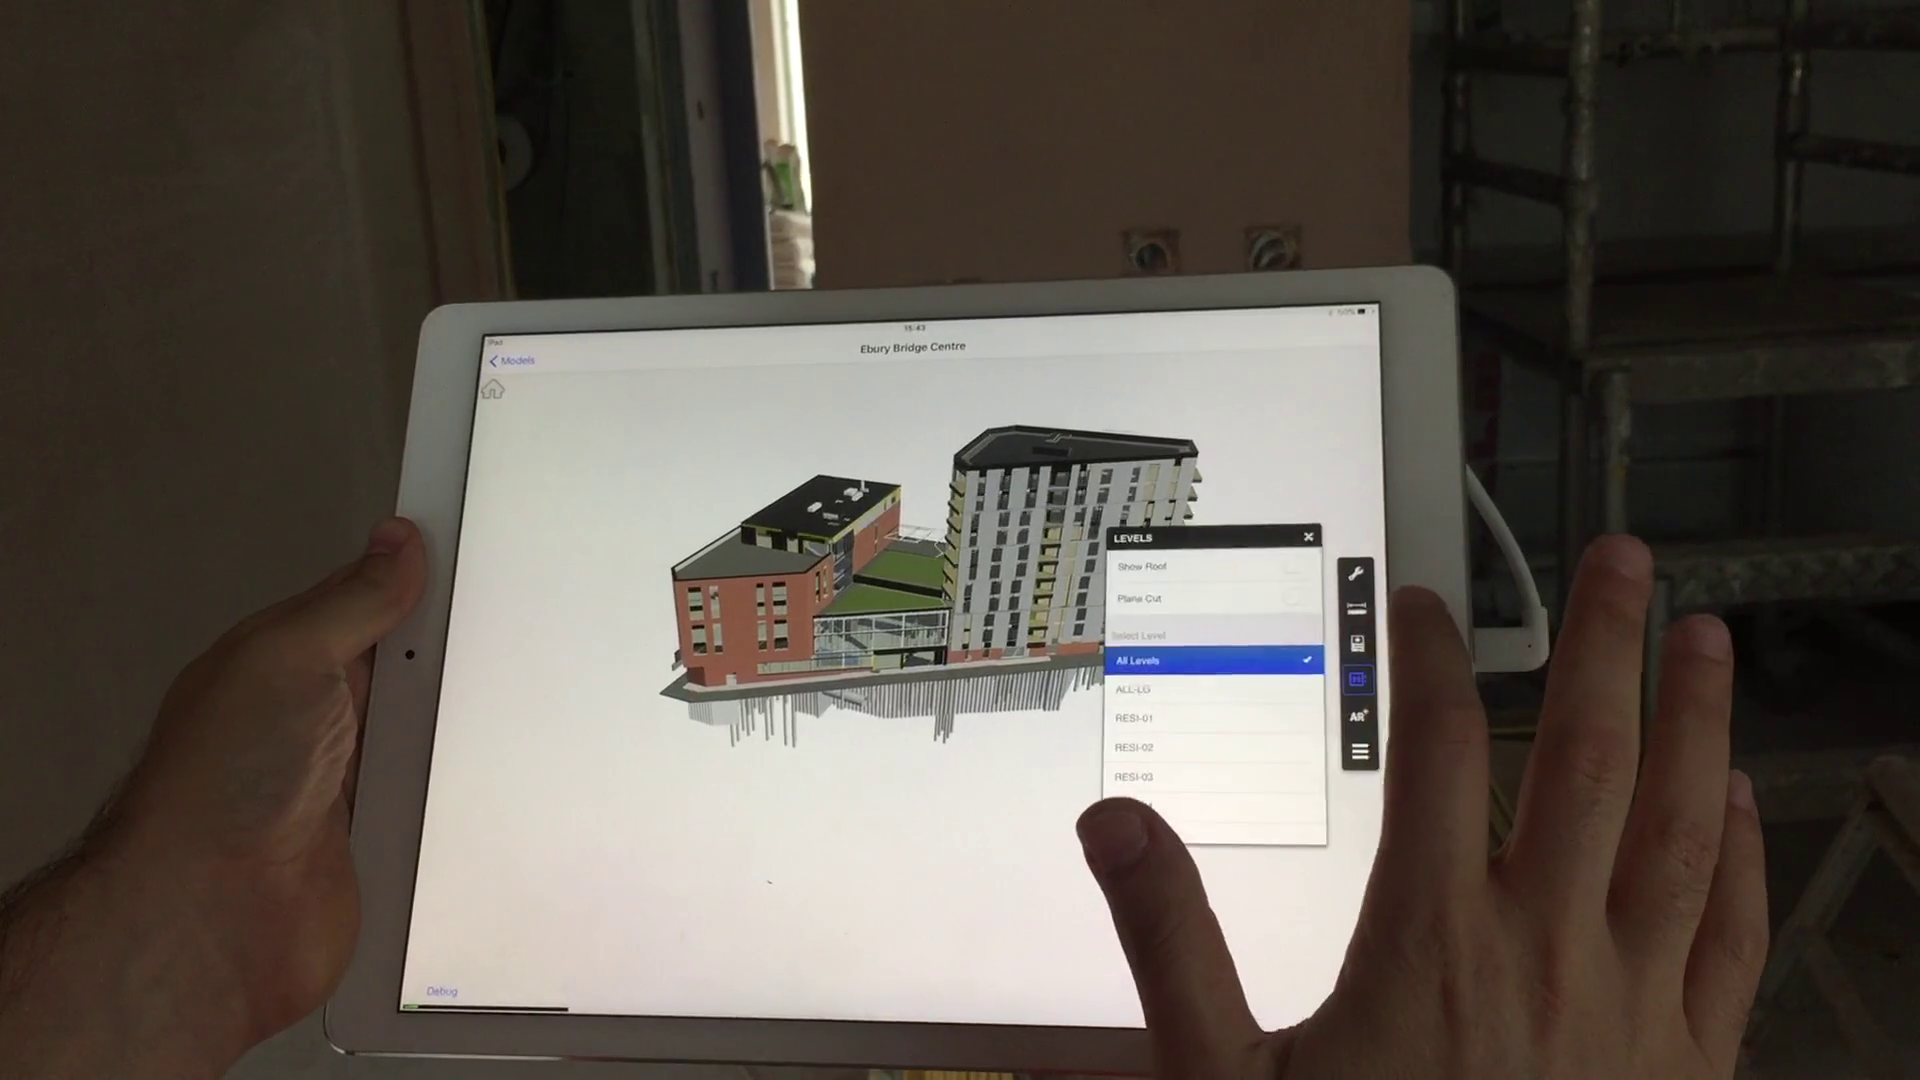 iPad
15:43
50%
Models
Ebury Bridge Centre
LEVELS
Show Roof
Plane Cut
Select Level
All Levels
ALL-LG
RESI-01
RESI-02
RESI-03
AR+
Debug